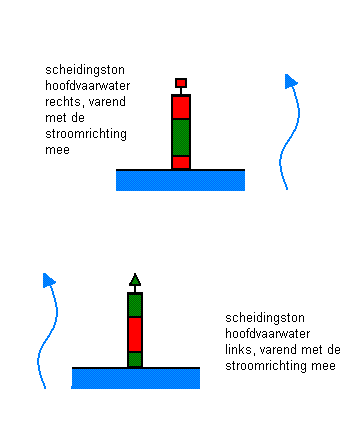 scheidingston
hoofdvaarwater
rechts, varend
met de
stroomrichting
mee
scheidingston
hoofdvaarwater
links, varend met de
stroomrichting mee